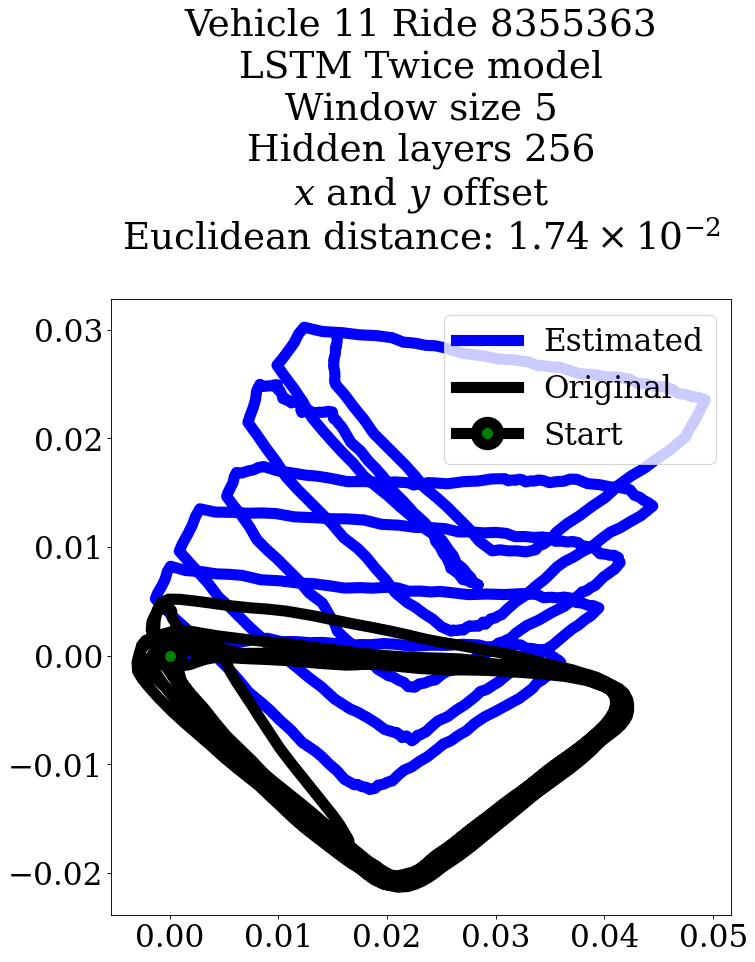 Vehicle 11 Ride 8355363
LSTM Twice model
Window size 5
Hidden layers 256
x and y offset
Euclidean distance: 1.74 × 10⁻²
Estimated
Original
Start
0.03
0.02
0.01
0.00
−0.01
−0.02
0.00 0.01 0.02 0.03 0.04 0.05